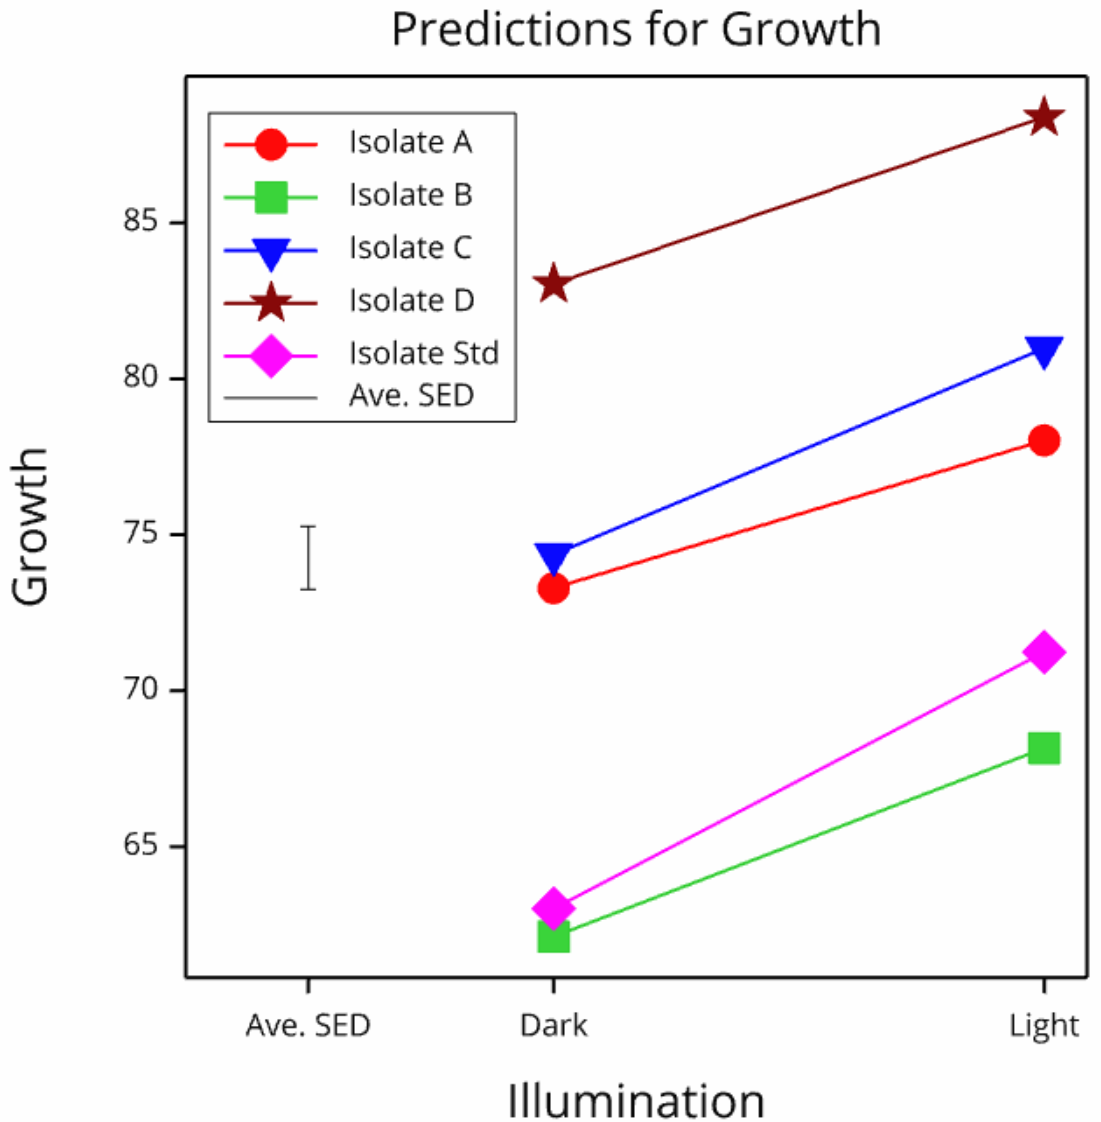 Predictions for Growth
Isolate A
Isolate B
Isolate C
Isolate D
Isolate Std
Ave. SED
85
80
75
70
65
Growth
Ave. SED
Dark
Light
Illumination